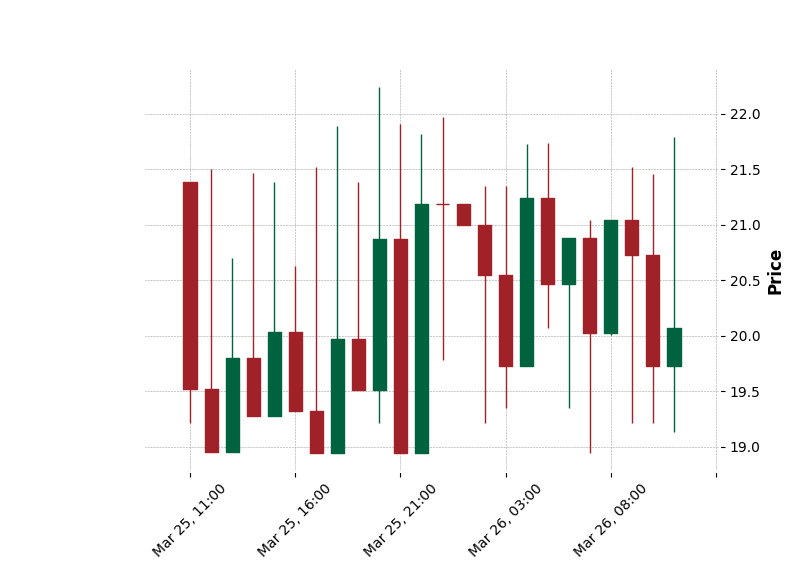 22.0
21.5
21.0
20.5
20.0
19.5
19.0
Price
Mar 25, 11:00
Mar 25, 16:00
Mar 25, 21:00
Mar 26, 03:00
Mar 26, 08:00